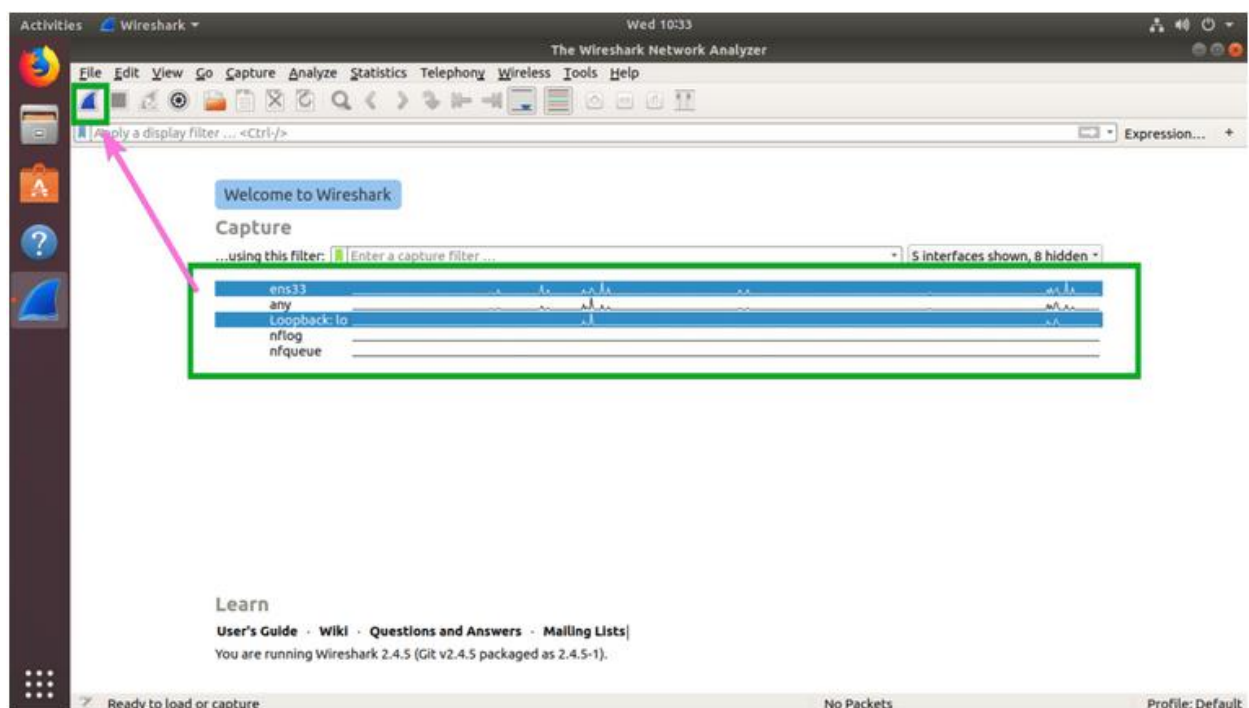 Activities Wireshark Wed 10:33
The Wireshark Network Analyzer
File Edit View Go Capture Analyze Statistics Telephony Wireless Tools Help
Apply a display filter ... <Ctrl-/> Expression... +
Welcome to Wireshark
Capture
...using this filter: Enter a capture filter ... 5 interfaces shown, 8 hidden
ens33
any
Loopback: lo
nflog
nfqueue
Learn
User's Guide · Wiki · Questions and Answers · Mailing Lists
You are running Wireshark 2.4.5 (Git v2.4.5 packaged as 2.4.5-1).
Ready to load or capture No Packets Profile: Default